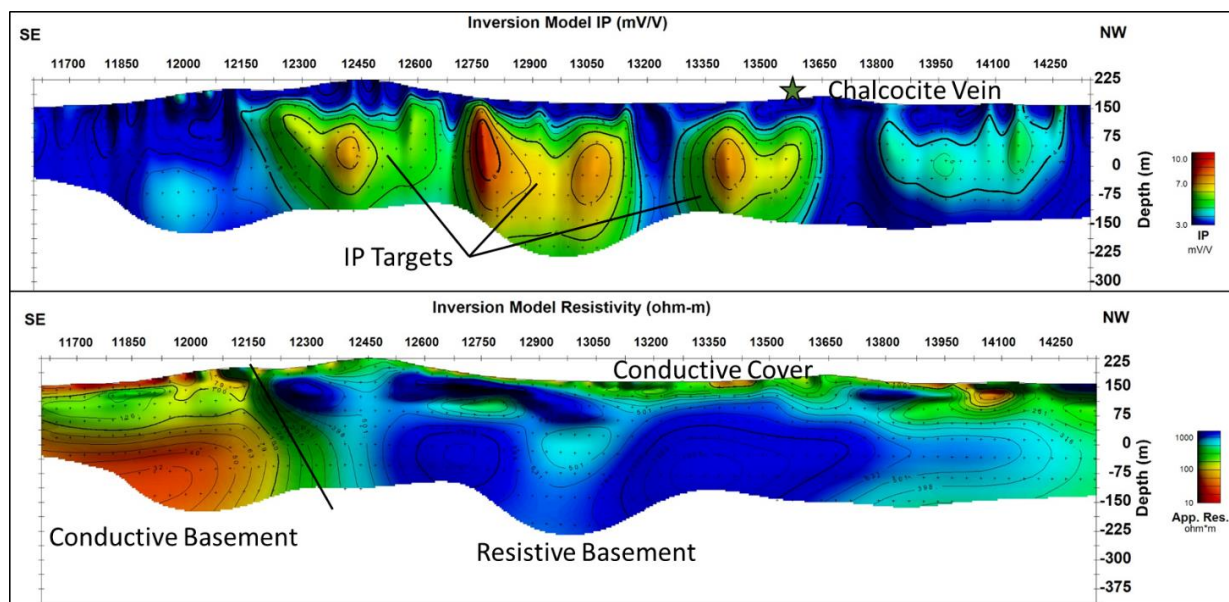 Inversion Model IP (mV/V)
SE
NW
11700 11850 12000 12150 12300 12450 12600 12750 12900 13050 13200 13350 13500 13650 13800 13950 14100 14250
Chalcocite Vein
225
150
75
0
-75
-150
-225
-300
Depth (m)
10.0
7.0
3.0
IP
mV/V
IP Targets
Inversion Model Resistivity (ohm-m)
SE
NW
11700 11850 12000 12150 12300 12450 12600 12750 12900 13050 13200 13350 13500 13650 13800 13950 14100 14250
Conductive Cover
225
150
75
0
-75
-150
-225
-300
-375
Depth (m)
1000
100
10
App. Res.
ohm*m
Conductive Basement
Resistive Basement